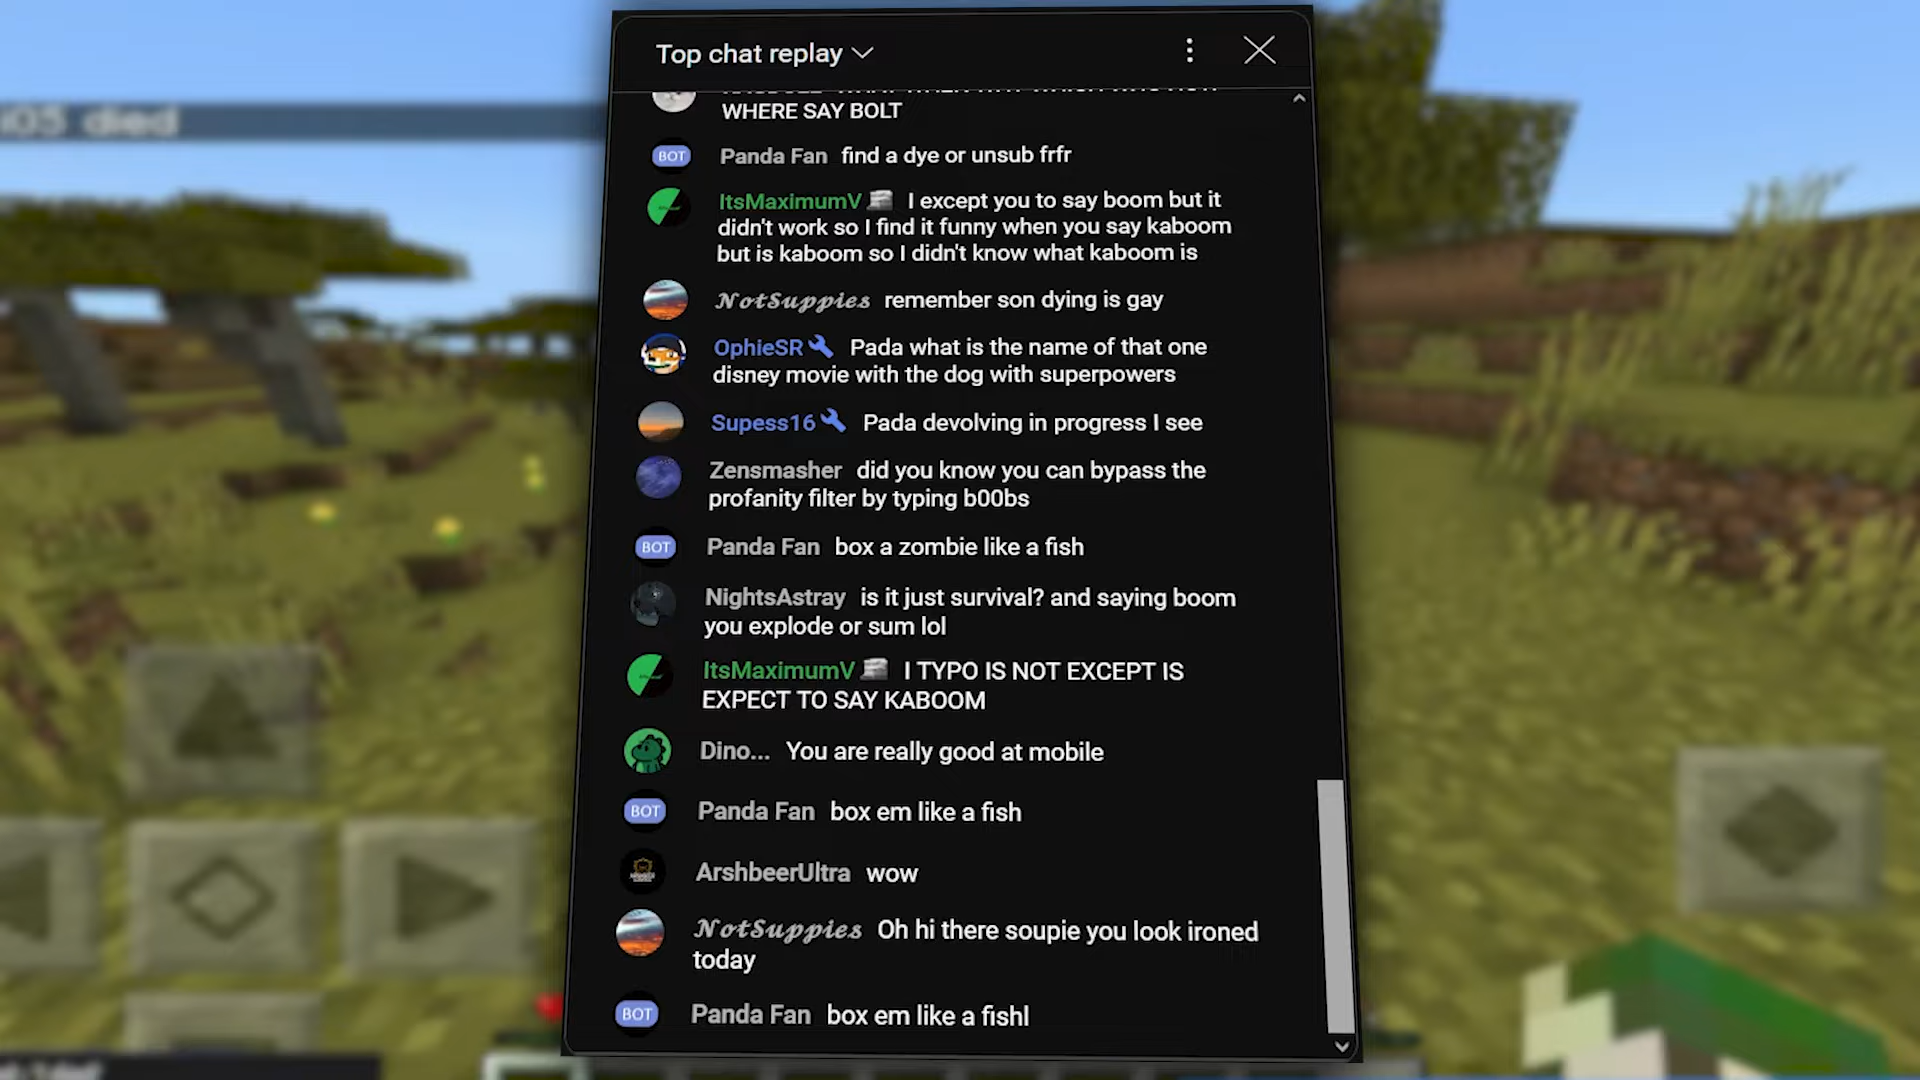 Top chat replay
i05 died
WHERE SAY BOLT
BOT Panda Fan find a dye or unsub frfr
ItsMaximumV I except you to say boom but it
didn't work so I find it funny when you say kaboom
but is kaboom so I didn't know what kaboom is
𝓝𝓸𝓽𝓢𝓾𝓹𝓹𝓲𝓮𝓼 remember son dying is gay
OphieSR Pada what is the name of that one
disney movie with the dog with superpowers
Supess16 Pada devolving in progress I see
Zensmasher did you know you can bypass the
profanity filter by typing b00bs
BOT Panda Fan box a zombie like a fish
NightsAstray is it just survival? and saying boom
you explode or sum lol
ItsMaximumV I TYPO IS NOT EXCEPT IS
EXPECT TO SAY KABOOM
Dino... You are really good at mobile
BOT Panda Fan box em like a fish
ArshbeerUltra wow
𝓝𝓸𝓽𝓢𝓾𝓹𝓹𝓲𝓮𝓼 Oh hi there soupie you look ironed
today
BOT Panda Fan box em like a fishl